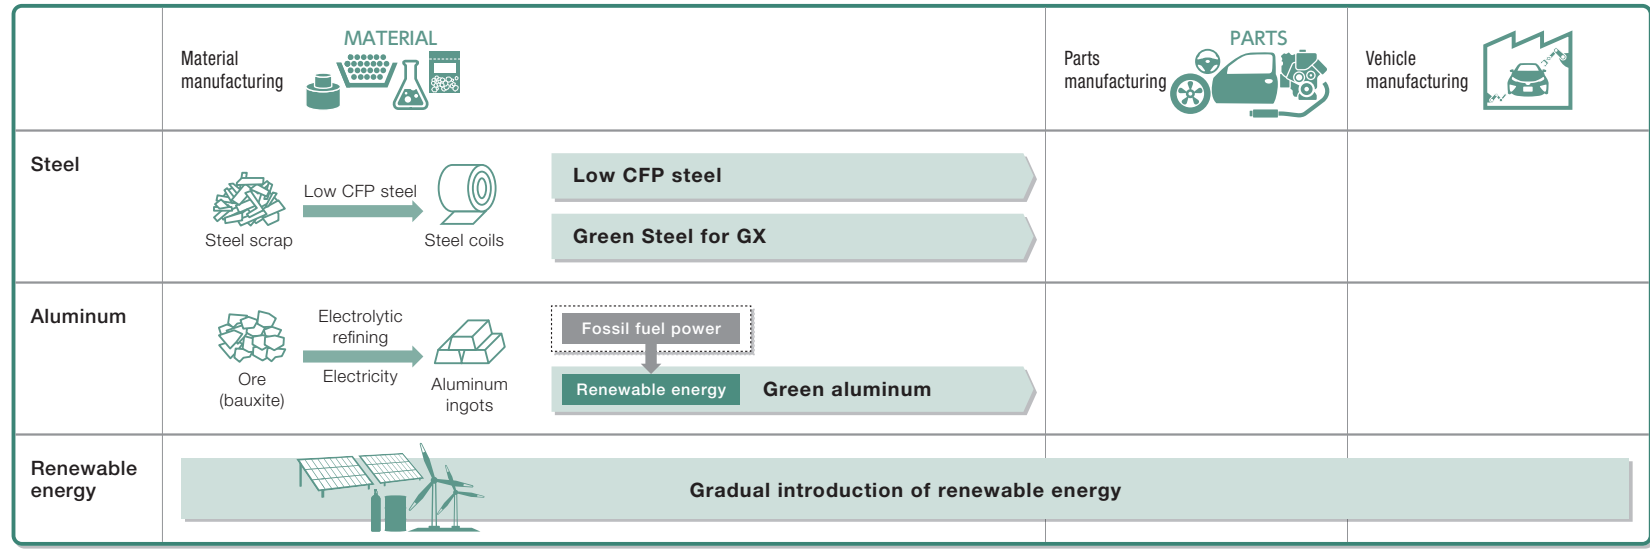 Material
manufacturing
MATERIAL
Parts
manufacturing
PARTS
Vehicle
manufacturing
Steel
Steel scrap
Low CFP steel
Steel coils
Low CFP steel
Green Steel for GX
Aluminum
Ore
(bauxite)
Electrolytic
refining
Electricity
Aluminum
ingots
Fossil fuel power
Renewable energy
Green aluminum
Renewable
energy
Gradual introduction of renewable energy